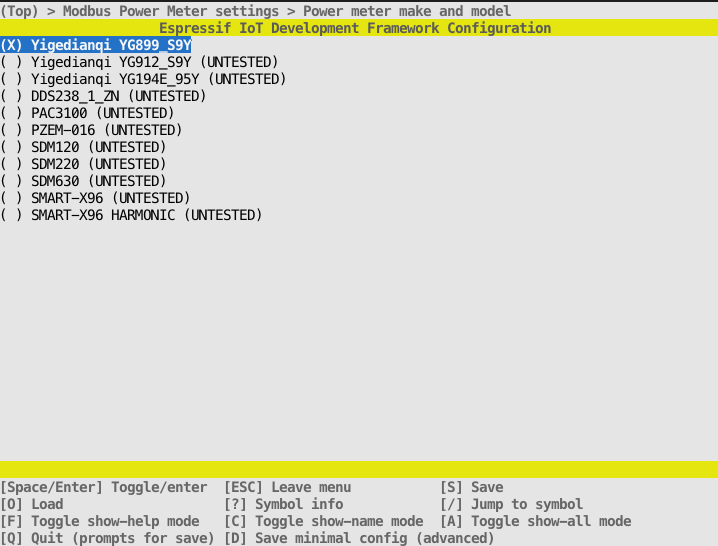 (Top) > Modbus Power Meter settings > Power meter make and model
Espressif IoT Development Framework Configuration
(X) Yigedianqi YG899_S9Y
( ) Yigedianqi YG912_S9Y (UNTESTED)
( ) Yigedianqi YG194E_95Y (UNTESTED)
( ) DDS238_1_ZN (UNTESTED)
( ) PAC3100 (UNTESTED)
( ) PZEM-016 (UNTESTED)
( ) SDM120 (UNTESTED)
( ) SDM220 (UNTESTED)
( ) SDM630 (UNTESTED)
( ) SMART-X96 (UNTESTED)
( ) SMART-X96 HARMONIC (UNTESTED)
[Space/Enter] Toggle/enter [ESC] Leave menu [S] Save
[O] Load [?] Symbol info [/] Jump to symbol
[F] Toggle show-help mode [C] Toggle show-name mode [A] Toggle show-all mode
[Q] Quit (prompts for save) [D] Save minimal config (advanced)